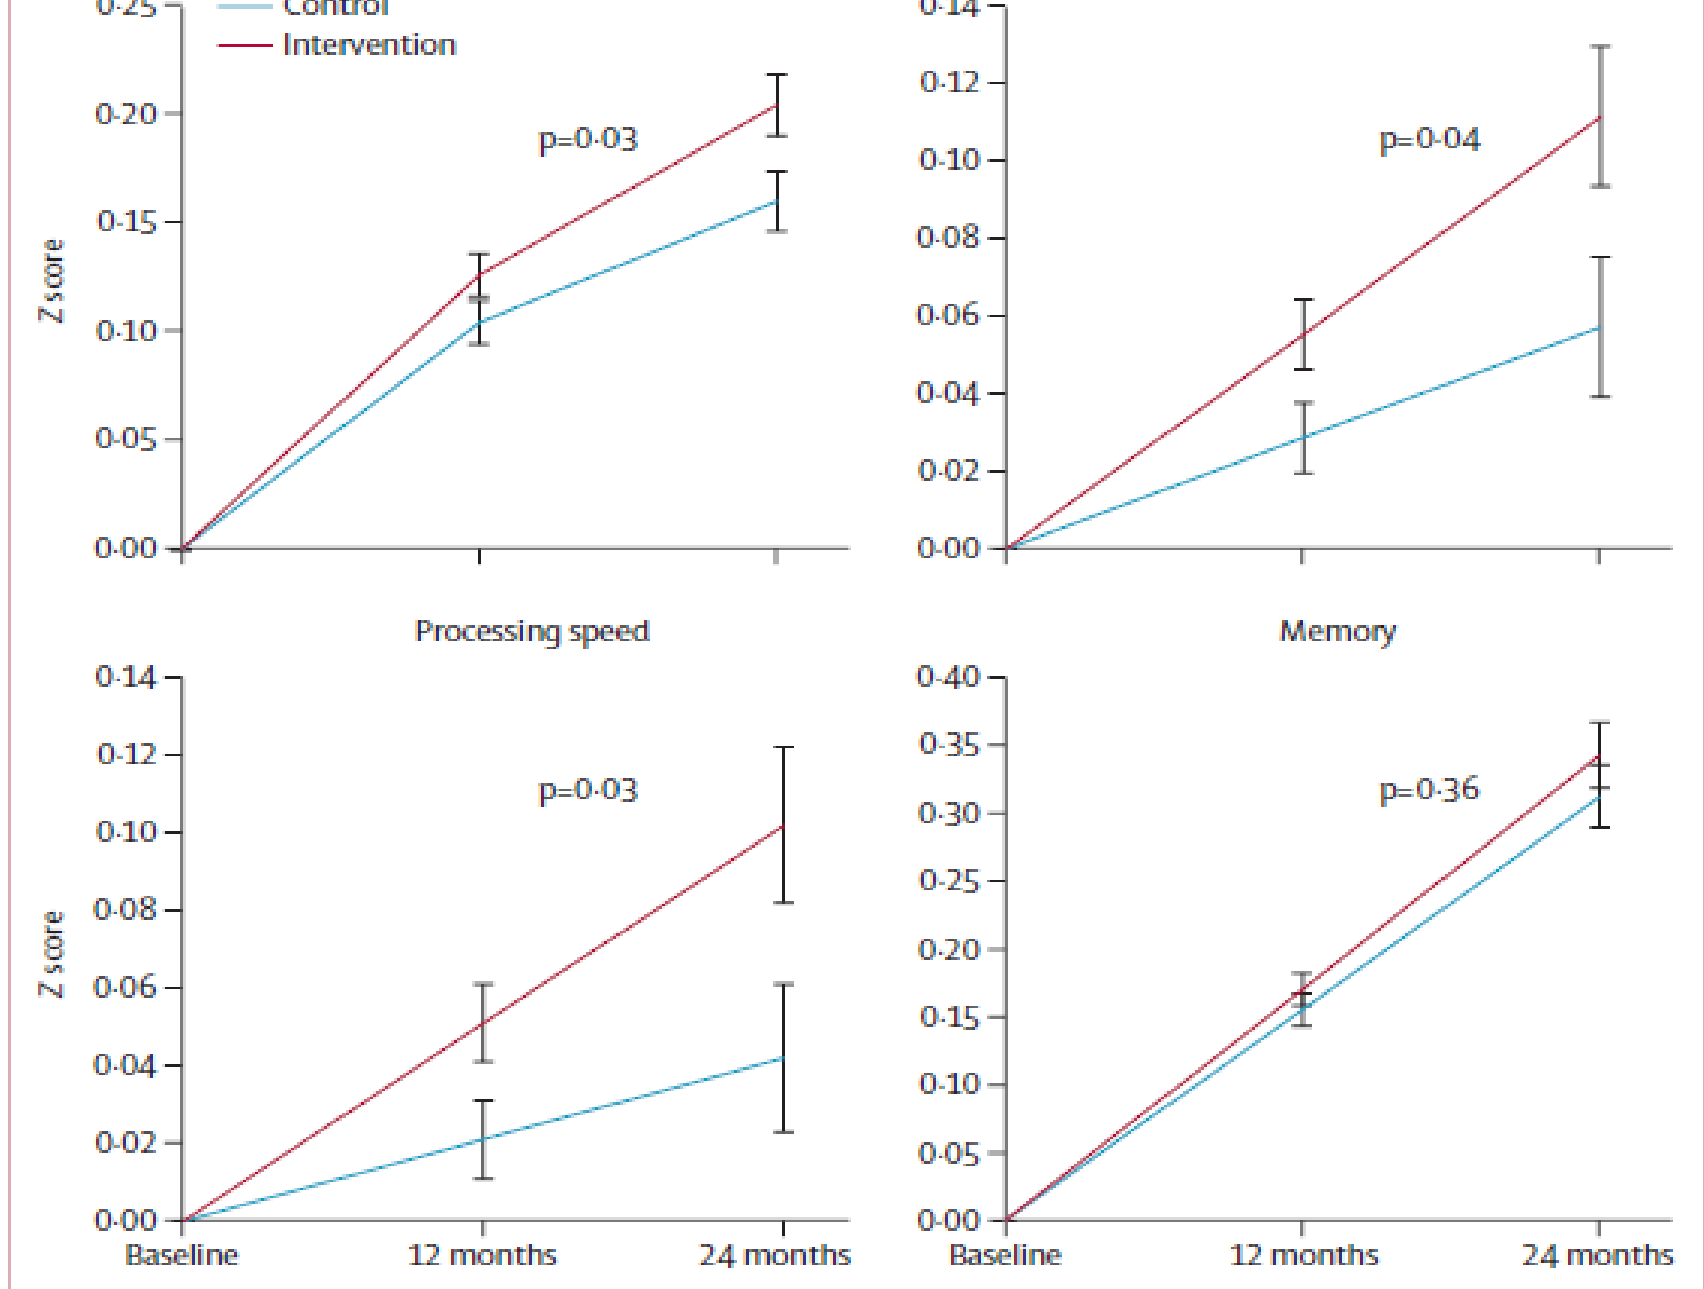 0·25
Control
Intervention
0·20
p=0·03
0·15
Z score
0·10
0·05
0·00
0·14
0·12
p=0·04
0·10
0·08
0·06
0·04
0·02
0·00
Processing speed
0·14
0·12
p=0·03
0·10
0·08
Z score
0·06
0·04
0·02
0·00
Baseline 12 months 24 months
Memory
0·40
0·35
p=0·36
0·30
0·25
0·20
0·15
0·10
0·05
0·00
Baseline 12 months 24 months